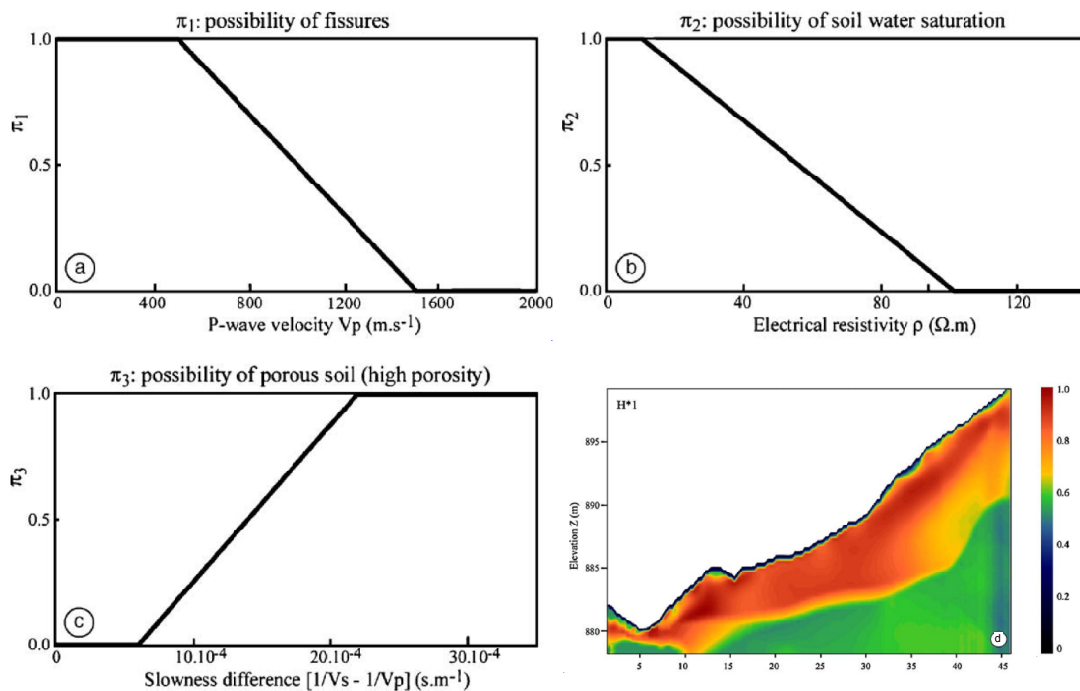 π1: possibility of fissures
1.0
0.5
0.0
π1
a
0
400
800
1200
1600
2000
P-wave velocity Vp (m.s-1)
π2: possibility of soil water saturation
1.0
0.5
0.0
π2
b
0
40
80
120
Electrical resistivity ρ (Ω.m)
π3: possibility of porous soil (high porosity)
1.0
0.5
0.0
π3
c
0
10.10-4
20.10-4
30.10-4
Slowness difference [1/Vs - 1/Vp] (s.m-1)
H*1
895
890
885
880
Elevation Z (m)
5
10
15
20
25
30
35
40
45
d
1.0
0.8
0.6
0.4
0.2
0